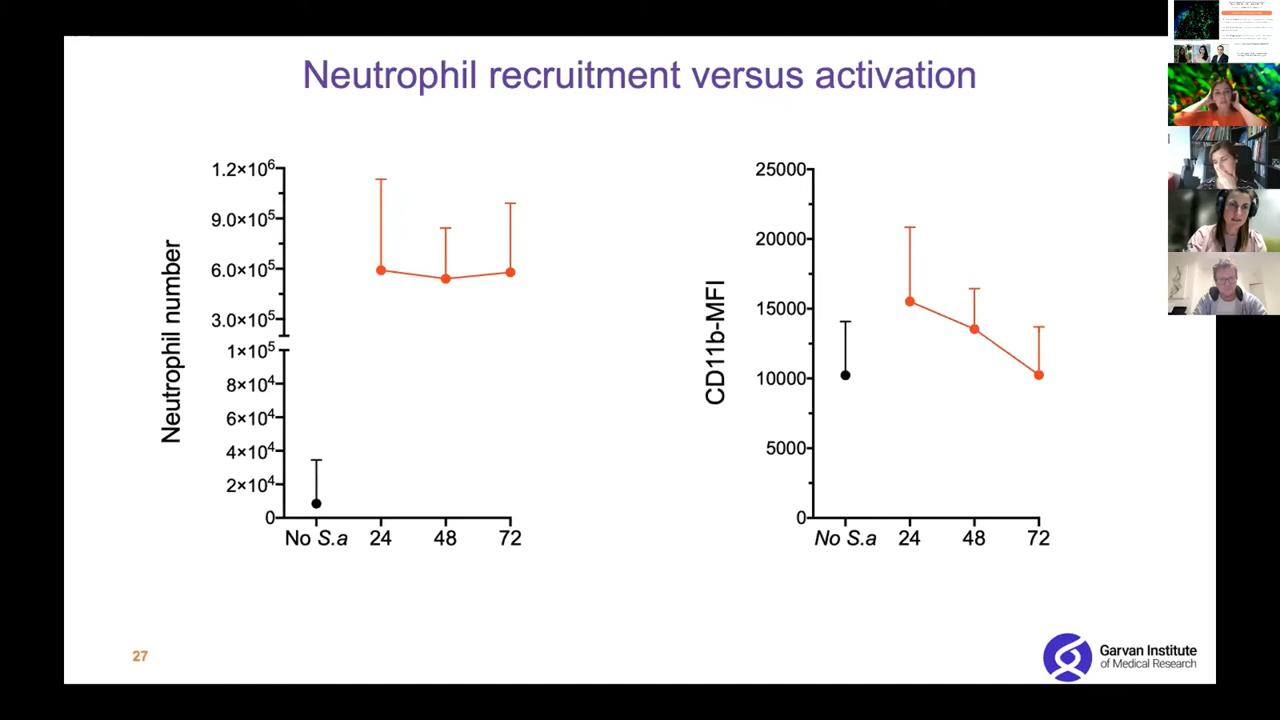 Neutrophil recruitment versus activation
Neutrophil number
1.2×10⁶
9.0×10⁵
6.0×10⁵
3.0×10⁵
1×10⁵
8×10⁴
6×10⁴
4×10⁴
2×10⁴
0
No S.a 24 48 72
CD11b-MFI
25000
20000
15000
10000
5000
0
No S.a 24 48 72
27
Garvan Institute
of Medical Research